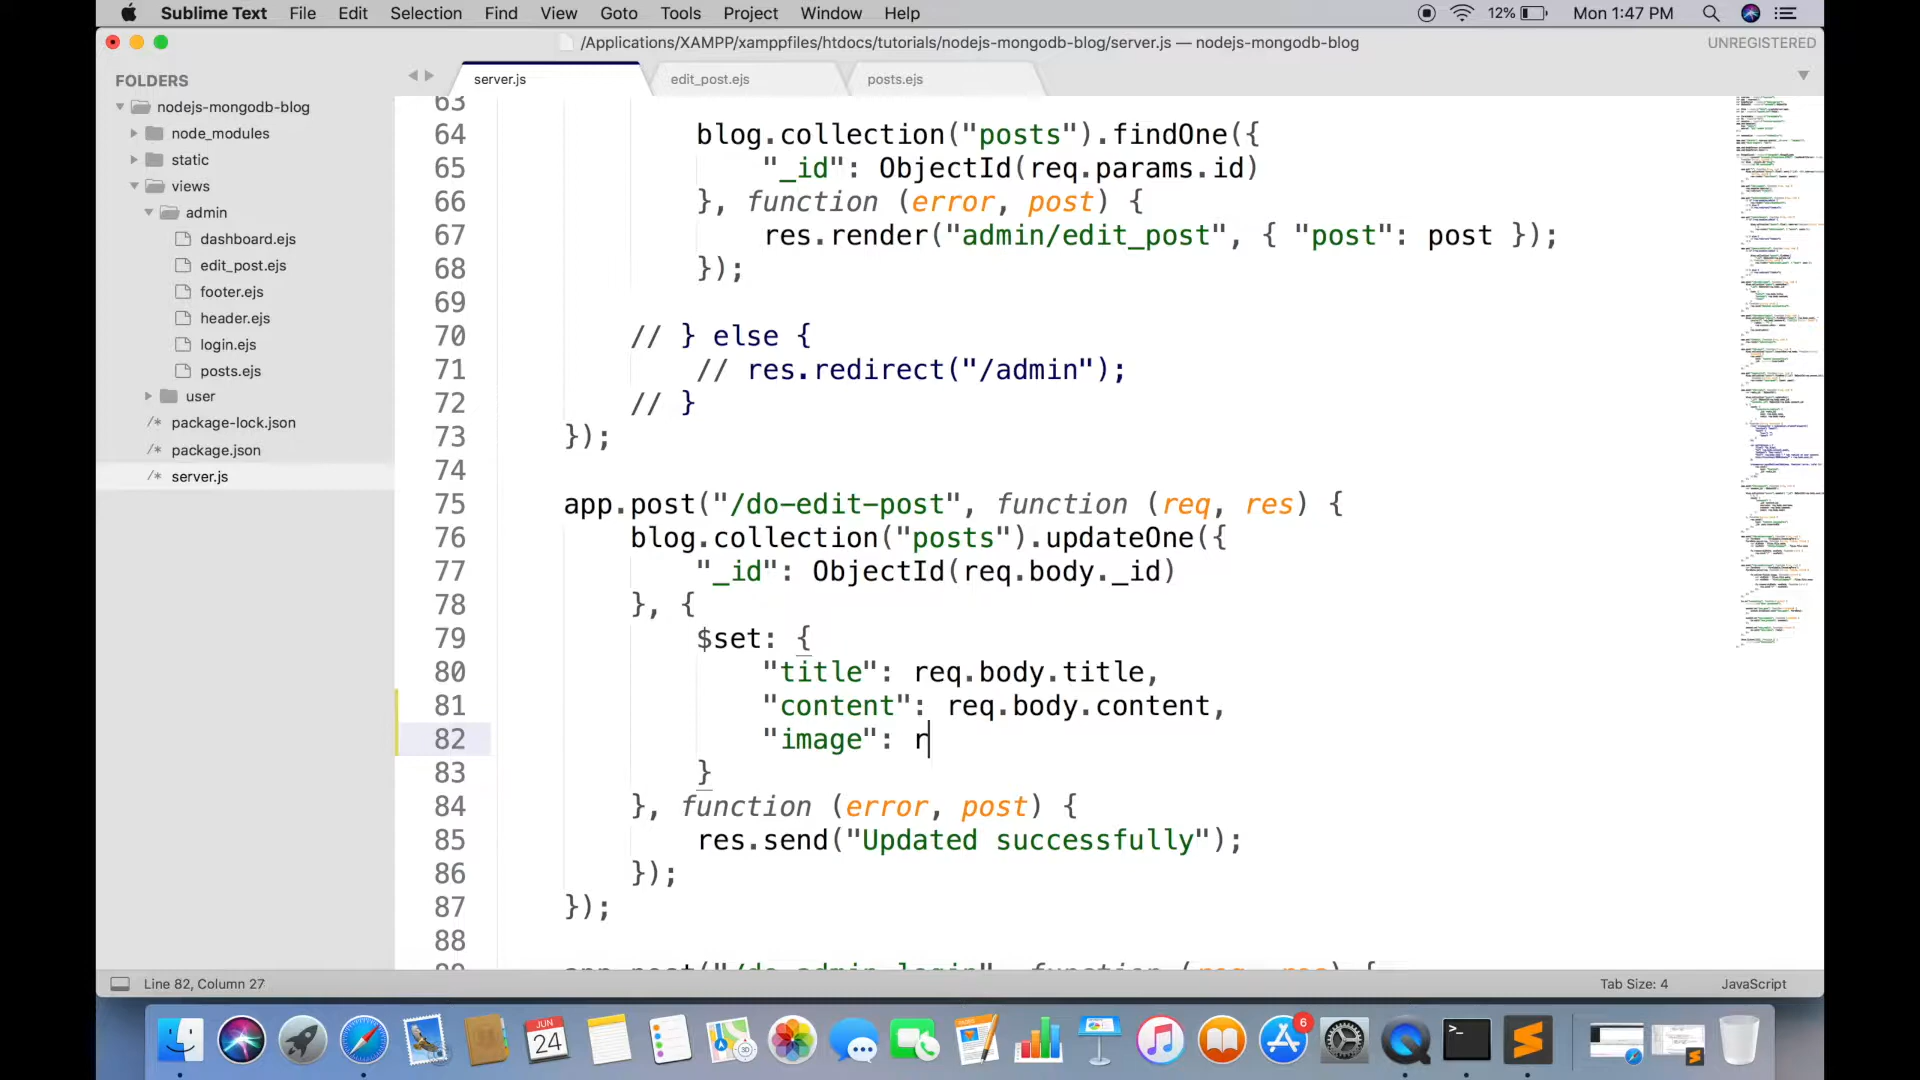 Sublime Text File Edit Selection Find View Goto Tools Project Window Help 12% Mon 1:47 PM
/Applications/XAMPP/xamppfiles/htdocs/tutorials/nodejs-mongodb-blog/server.js — nodejs-mongodb-blog UNREGISTERED
FOLDERS
nodejs-mongodb-blog
node_modules
static
views
admin
dashboard.ejs
edit_post.ejs
footer.ejs
header.ejs
login.ejs
posts.ejs
user
/* package-lock.json
/* package.json
/* server.js
server.js edit_post.ejs posts.ejs
63
64 blog.collection("posts").findOne({
65 "_id": ObjectId(req.params.id)
66 }, function (error, post) {
67 res.render("admin/edit_post", { "post": post });
68 });
69
70 // } else {
71 // res.redirect("/admin");
72 // }
73 });
74
75 app.post("/do-edit-post", function (req, res) {
76 blog.collection("posts").updateOne({
77 "_id": ObjectId(req.body._id)
78 }, {
79 $set: {
80 "title": req.body.title,
81 "content": req.body.content,
82 "image": r
83 }
84 }, function (error, post) {
85 res.send("Updated successfully");
86 });
87 });
88
Line 82, Column 27 Tab Size: 4 JavaScript
JUN
24
6